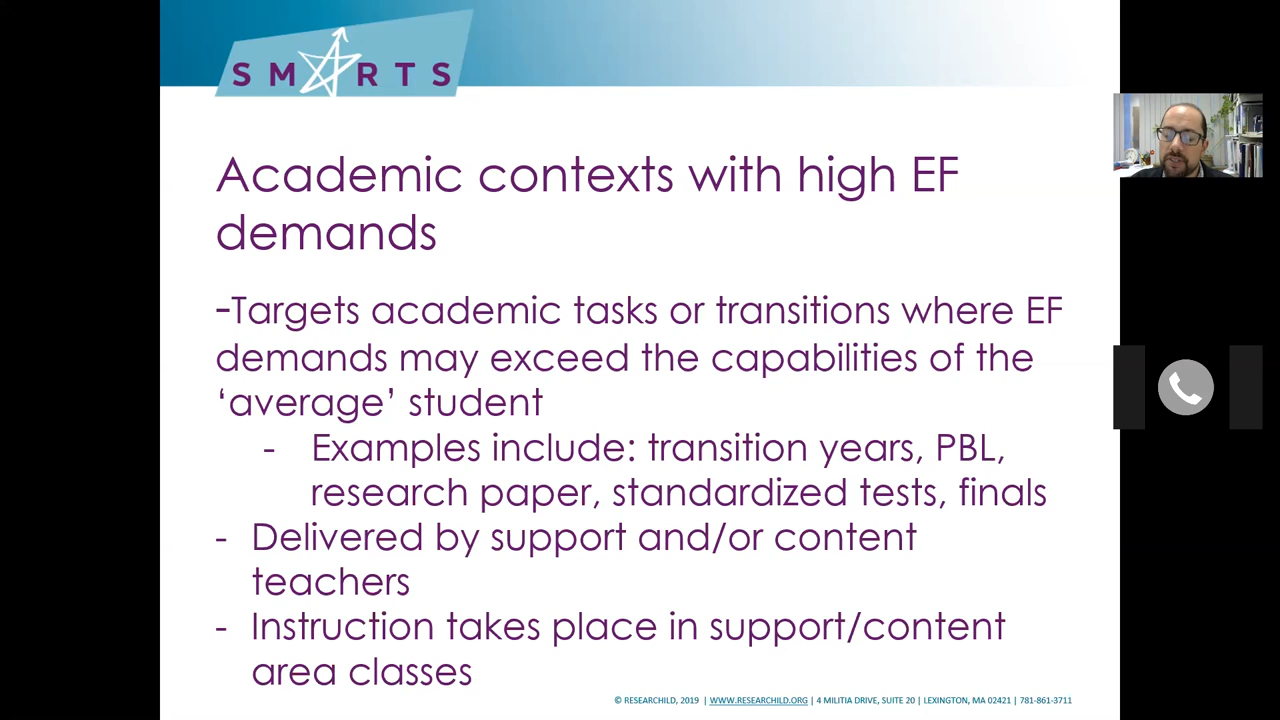 SMARTS
Academic contexts with high EF
demands
-Targets academic tasks or transitions where EF
demands may exceed the capabilities of the
‘average’ student
- Examples include: transition years, PBL,
research paper, standardized tests, finals
- Delivered by support and/or content
teachers
- Instruction takes place in support/content
area classes
© RESEARCHILD, 2019 | WWW.RESEARCHILD.ORG | 4 MILITIA DRIVE, SUITE 20 | LEXINGTON, MA 02421 | 781-861-3711